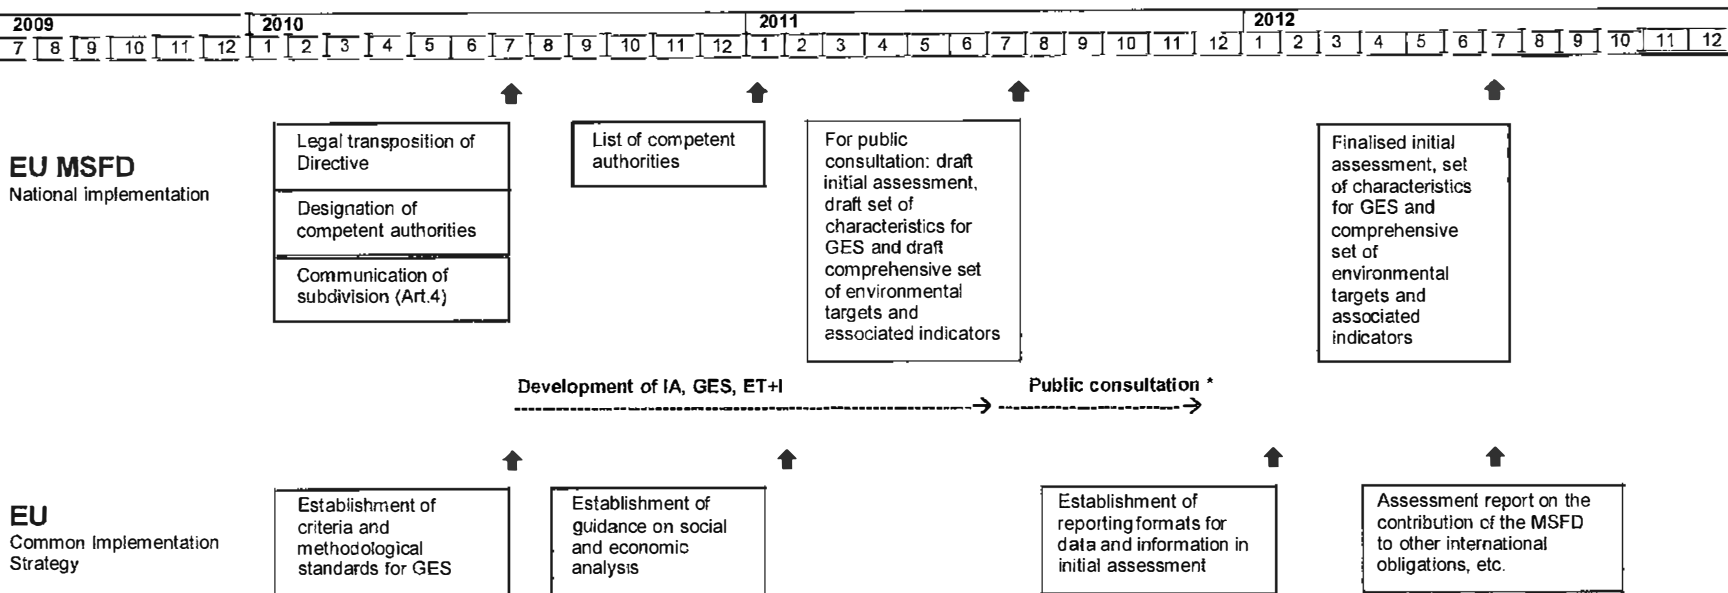 2009 2010 2011 2012
7 8 9 10 11 12 1 2 3 4 5 6 7 8 9 10 11 12 1 2 3 4 5 6 7 8 9 10 11 12 1 2 3 4 5 6 7 8 9 10 11 12
EU MSFD
National implementation
Legal transposition of
Directive
Designation of
competent authorities
Communication of
subdivision (Art.4)
List of competent
authorities
For public
consultation: draft
initial assessment,
draft set of
characteristics for
GES and draft
comprehensive set
of environmental
targets and
associated indicators
Finalised initial
assessment, set
of characteristics
for GES and
comprehensive
set of
environmental
targets and
associated
indicators
Development of IA, GES, ET+I
Public consultation *
EU
Common Implementation
Strategy
Establishment of
criteria and
methodological
standards for GES
Establishment of
guidance on social
and economic
analysis
Establishment of
reporting formats for
data and information in
initial assessment
Assessment report on the
contribution of the MSFD
to other international
obligations, etc.